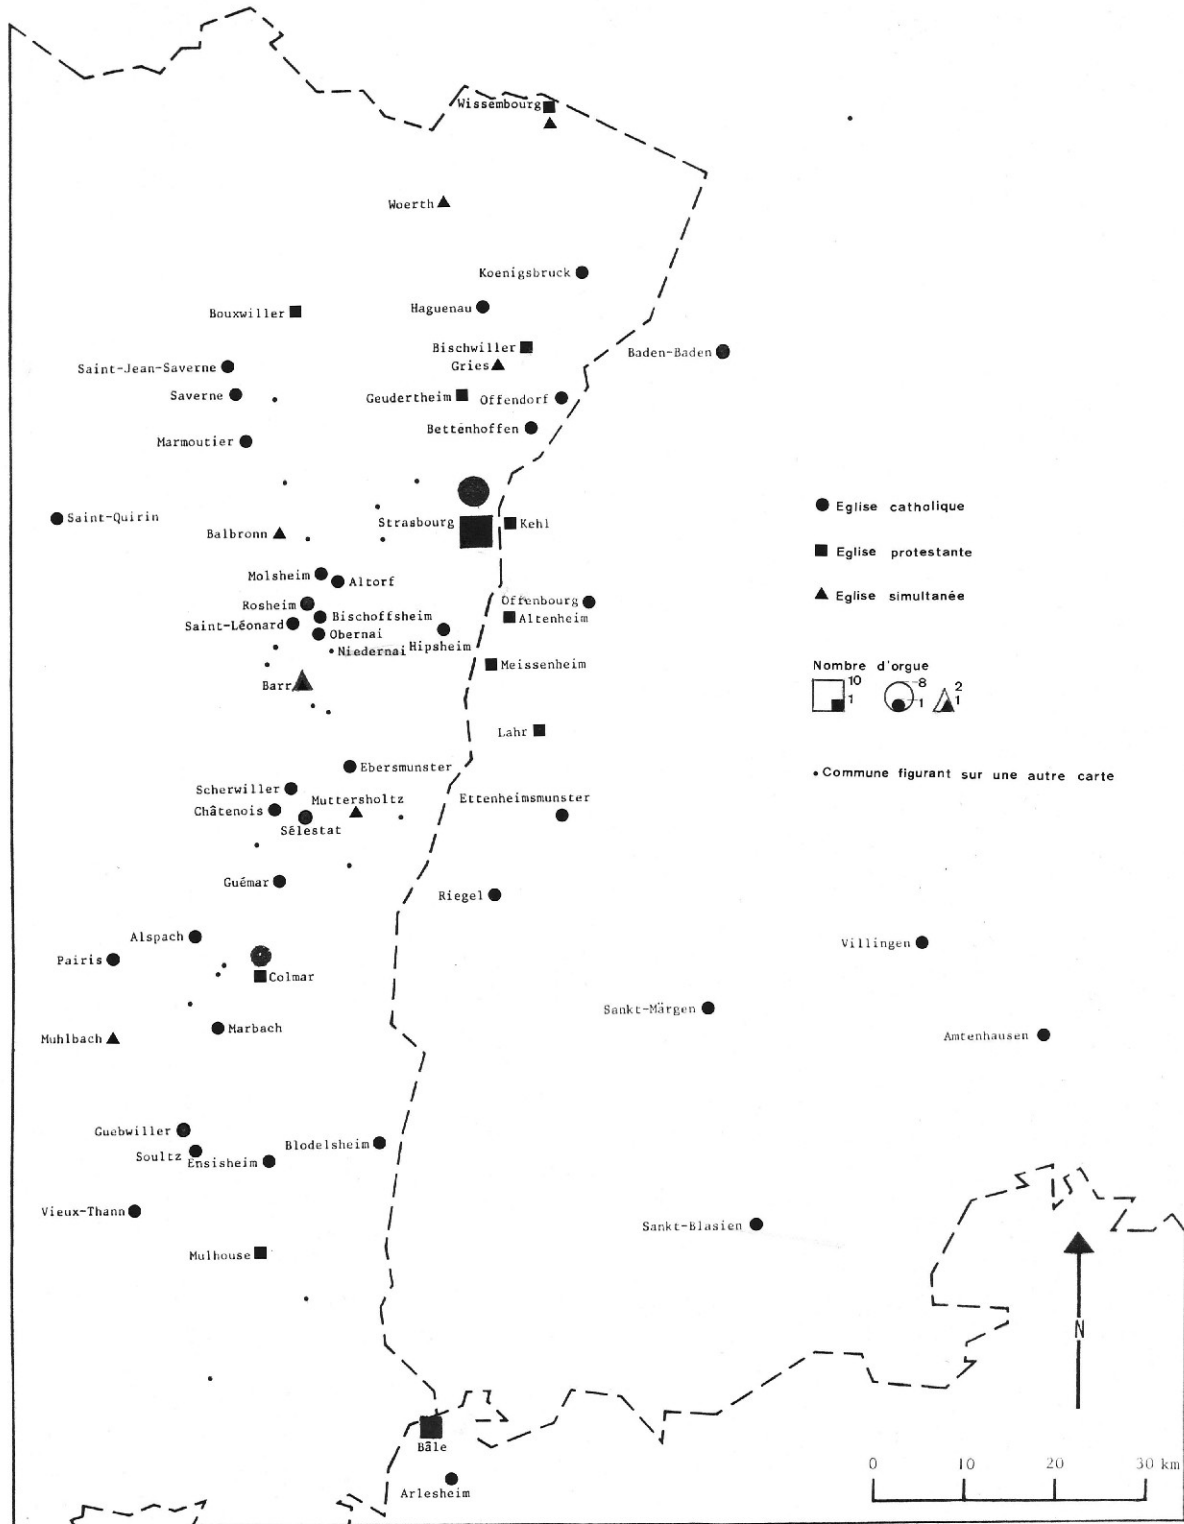 Wissembourg
Woerth
Koenigsbruck
Haguenau
Bouxwiller
Bischwiller
Baden-Baden
Gries
Saint-Jean-Saverne
Saverne
Geudertheim
Offendorf
Bettenhoffen
Marmoutier
Saint-Quirin
Strasbourg
Kehl
Balbronn
Molsheim
Altorf
Rosheim
Offenbourg
Bischoffsheim
Altenheim
Saint-Léonard
Obernai
Hipsheim
Niedernai
Meissenheim
Barr
Lahr
Ebersmunster
Scherwiller
Muttersholtz
Ettenheimsmunster
Châtenois
Sélestat
Guémar
Riegel
Alspach
Villingen
Pairis
Colmar
Sankt-Märgen
Marbach
Amtenhausen
Muhlbach
Guebwiller
Blodelsheim
Soultz
Ensisheim
Vieux-Thann
Sankt-Blasien
Mulhouse
Bâle
Arlesheim
Eglise catholique
Eglise protestante
Eglise simultanée
Nombre d'orgue
10 8 2
1 1 1
Commune figurant sur une autre carte
N
0 10 20 30 km